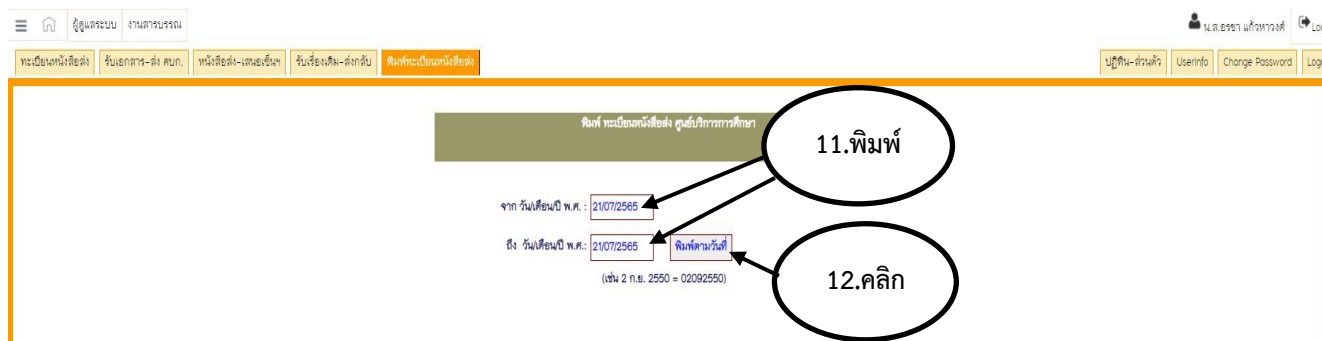 ผู้ดูแลระบบ งานสารบรรณ
น.ส.อรชา แก้วหาวงศ์
ทะเบียนหนังสือส่ง รับเอกสาร-ส่ง ศบก. หนังสือส่ง-เสนอเซ็นฯ รับเรื่องเดิม-ส่งกลับ พิมพ์ทะเบียนหนังสือส่ง ปฏิทิน-ส่วนตัว UserInfo Change Password
พิมพ์ ทะเบียนหนังสือส่ง ศูนย์บริการการศึกษา
11.พิมพ์
จาก วัน/เดือน/ปี พ.ศ. : 21/07/2565
ถึง วัน/เดือน/ปี พ.ศ.: 21/07/2565 พิมพ์ตามวันที่
(เช่น 2 ก.ย. 2550 = 02092550)
12.คลิก